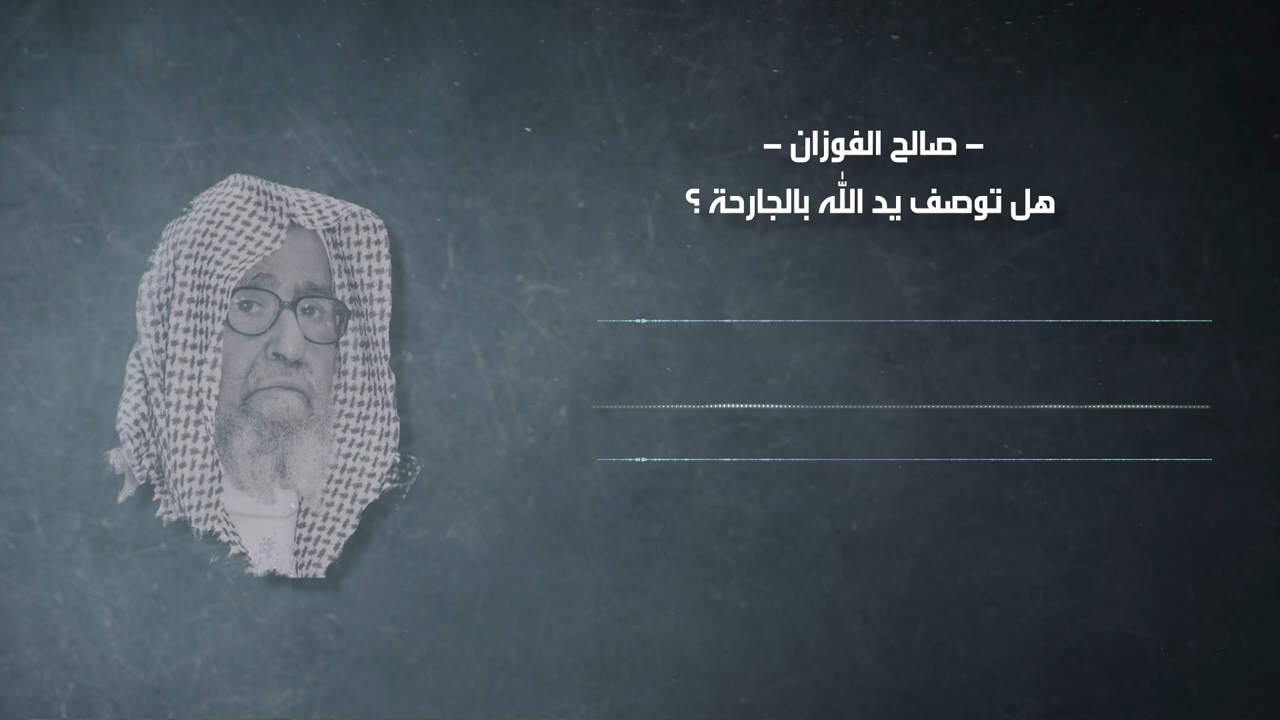 – صالح الفوزان –
هل توصف يد الله بالجارحة ؟